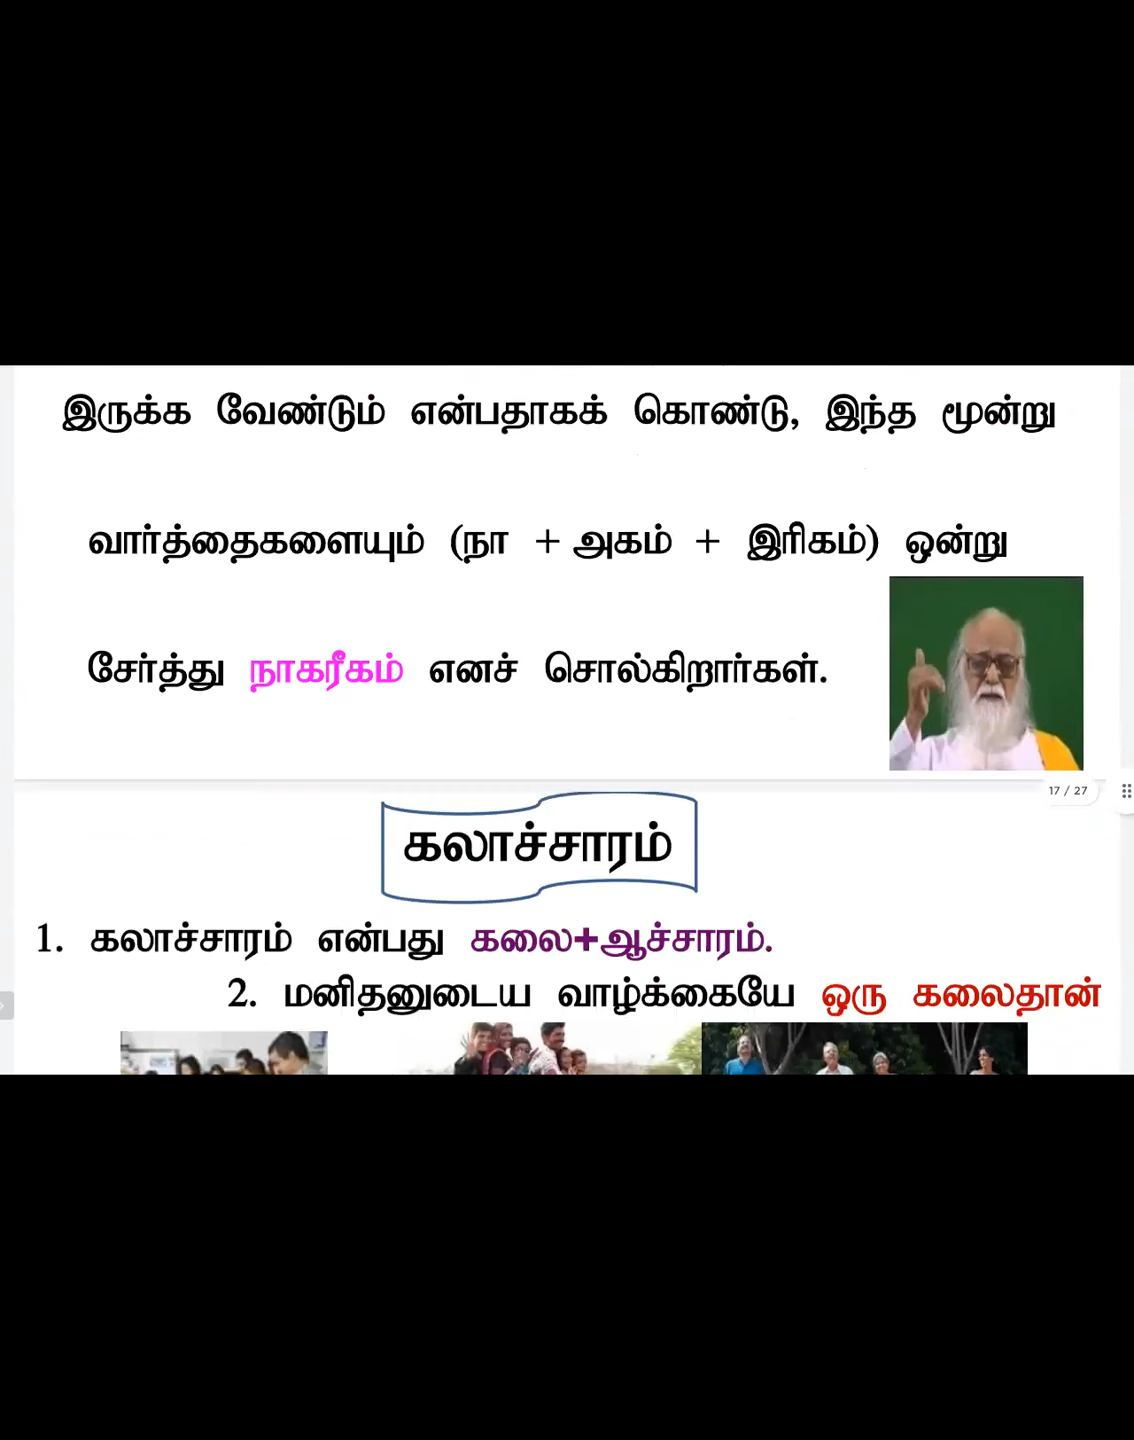 இருக்க வேண்டும் என்பதாகக் கொண்டு, இந்த மூன்று
வார்த்தைகளையும் (நா + அகம் + இரிகம்) ஒன்று
சேர்த்து நாகரீகம் எனச் சொல்கிறார்கள்.
17 / 27
கலாச்சாரம்
1. கலாச்சாரம் என்பது கலை+ஆச்சாரம்.
2. மனிதனுடைய வாழ்க்கையே ஒரு கலைதான்